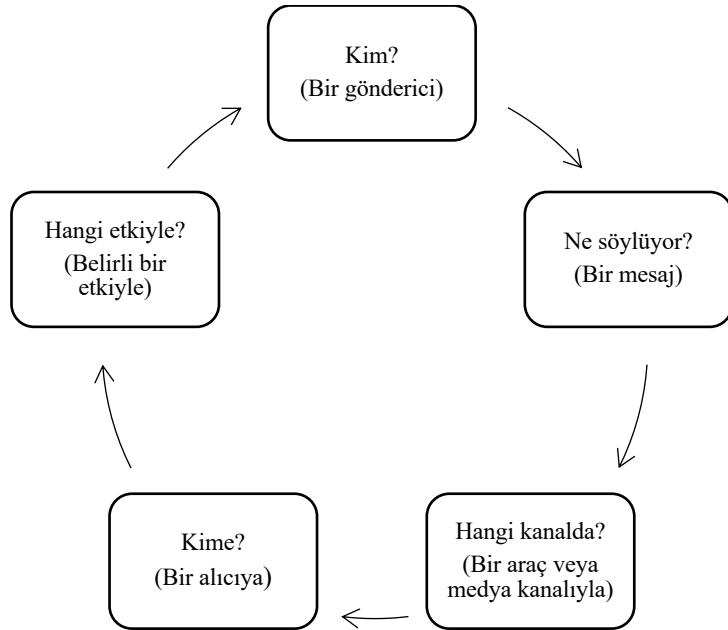 Kim?
(Bir gönderici)
Ne söylüyor?
(Bir mesaj)
Hangi kanalda?
(Bir araç veya
medya kanalıyla)
Kime?
(Bir alıcıya)
Hangi etkiyle?
(Belirli bir
etkiyle)